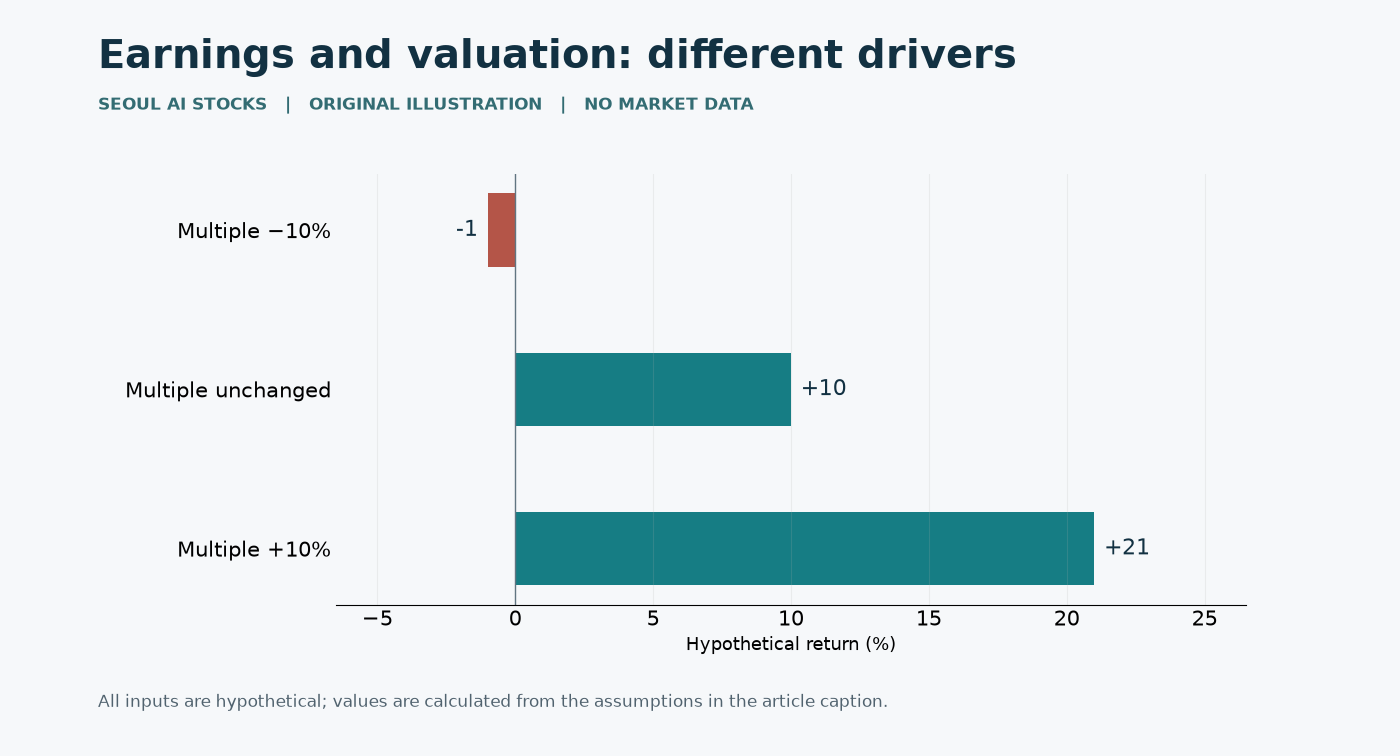 Earnings and valuation: different drivers
SEOUL AI STOCKS | ORIGINAL ILLUSTRATION | NO MARKET DATA
Multiple −10%
-1
Multiple unchanged
+10
Multiple +10%
+21
−5 0 5 10 15 20 25
Hypothetical return (%)
All inputs are hypothetical; values are calculated from the assumptions in the article caption.